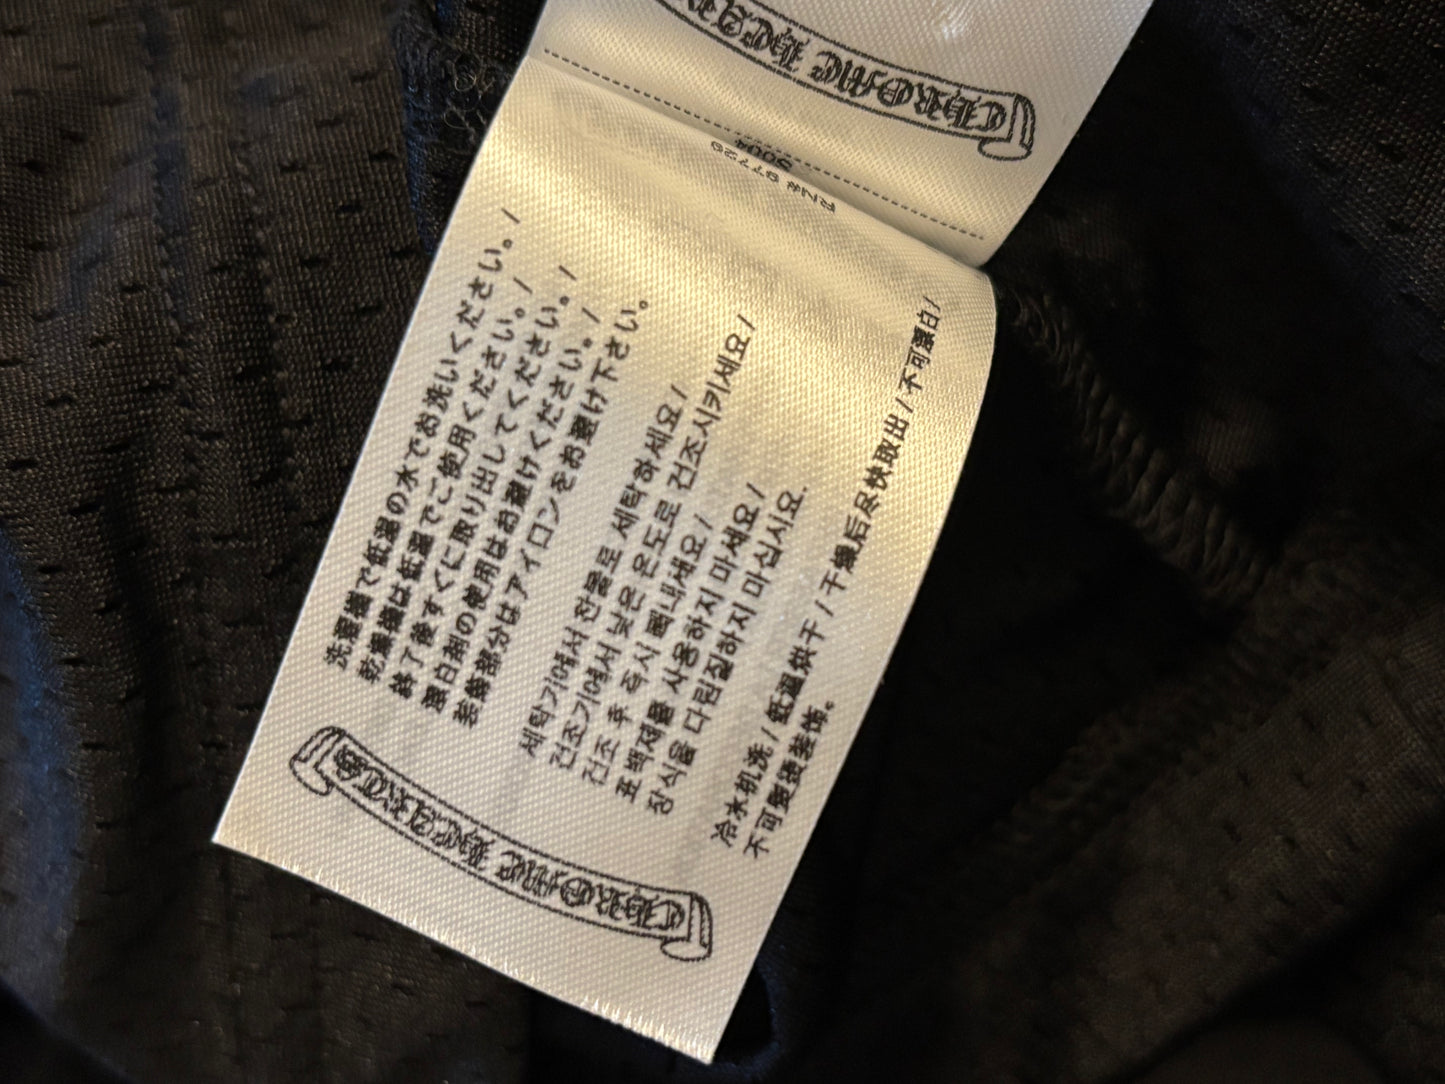 CHROME HEARTS
RZ# 07790
S004
洗濯機で低温の水でお洗いください。/
乾燥機は低温でご使用ください。/
終了後すぐに取り出してください。/
漂白剤の使用はお避けください。/
装飾部分はアイロンをお避け下さい。
세탁기에서 찬물로 세탁하세요/
건조기에서 낮은 온도로 건조시키세요/
건조 후 즉시 꺼내세요/
표백제를 사용하지 마세요/
장식을 다림질하지 마십시요.
冷水机洗/低温烘干/干燥后尽快取出/不可漂白/
不可熨烫装饰。
CHROME HEARTS